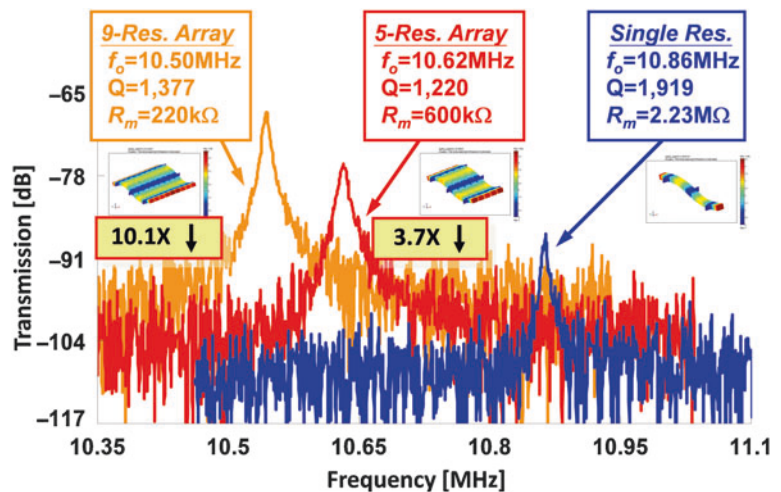 9-Res. Array
fo=10.50MHz
Q=1,377
Rm=220kΩ
5-Res. Array
fo=10.62MHz
Q=1,220
Rm=600kΩ
Single Res.
fo=10.86MHz
Q=1,919
Rm=2.23MΩ
10.1X ↓
3.7X ↓
Transmission [dB]
–65
–78
–91
–104
–117
10.35 10.5 10.65 10.8 10.95 11.1
Frequency [MHz]